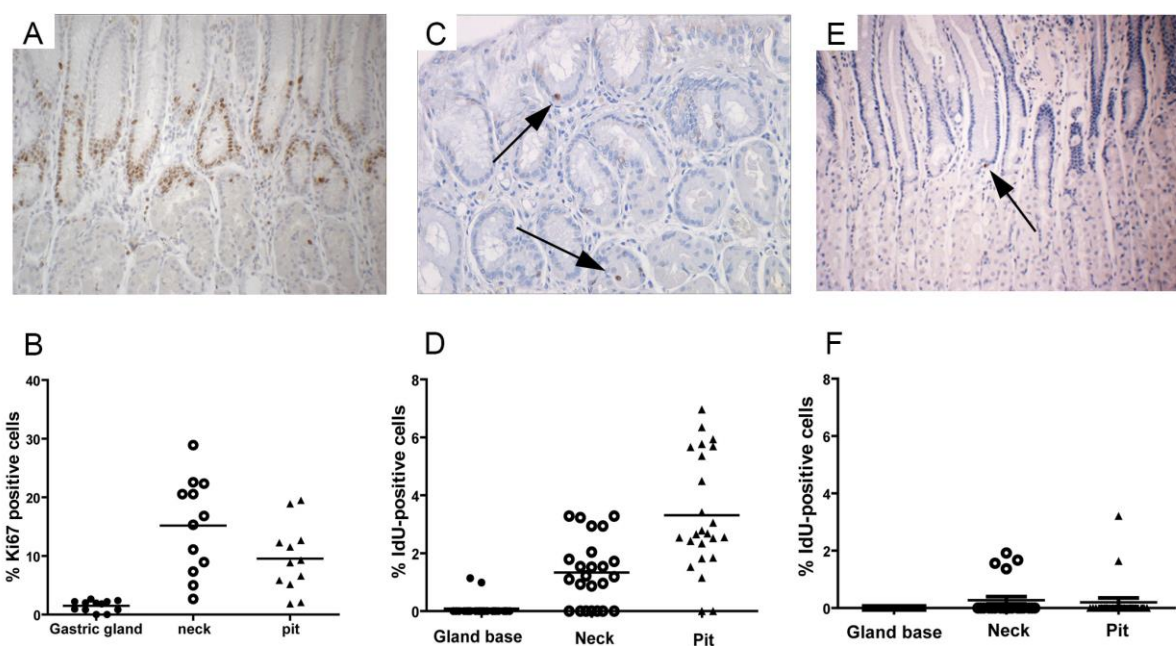 A
C
E
B
% Ki67 positive cells
40
30
20
10
0
Gastric gland
neck
pit
D
% IdU-positive cells
8
6
4
2
0
Gland base
Neck
Pit
F
% IdU-positive cells
8
6
4
2
0
Gland base
Neck
Pit